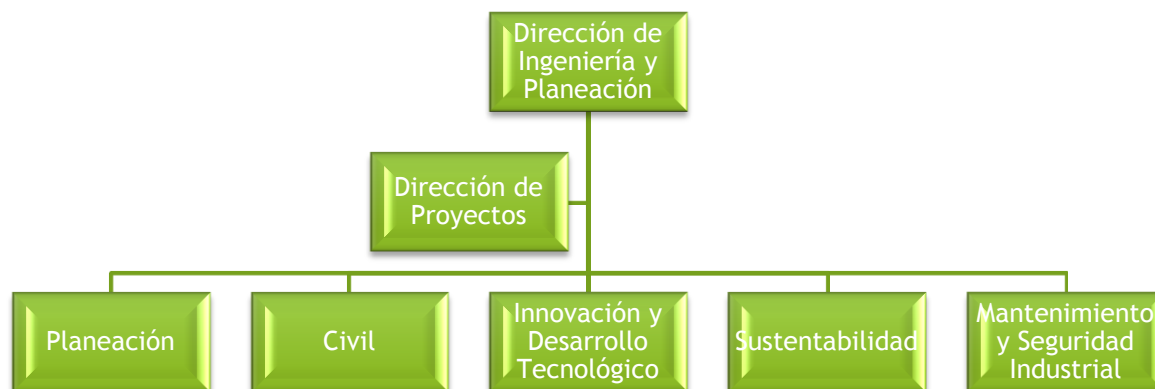 Dirección de
Ingeniería y
Planeación
Dirección de
Proyectos
Planeación
Civil
Innovación y
Desarrollo
Tecnológico
Sustentabilidad
Mantenimiento
y Seguridad
Industrial